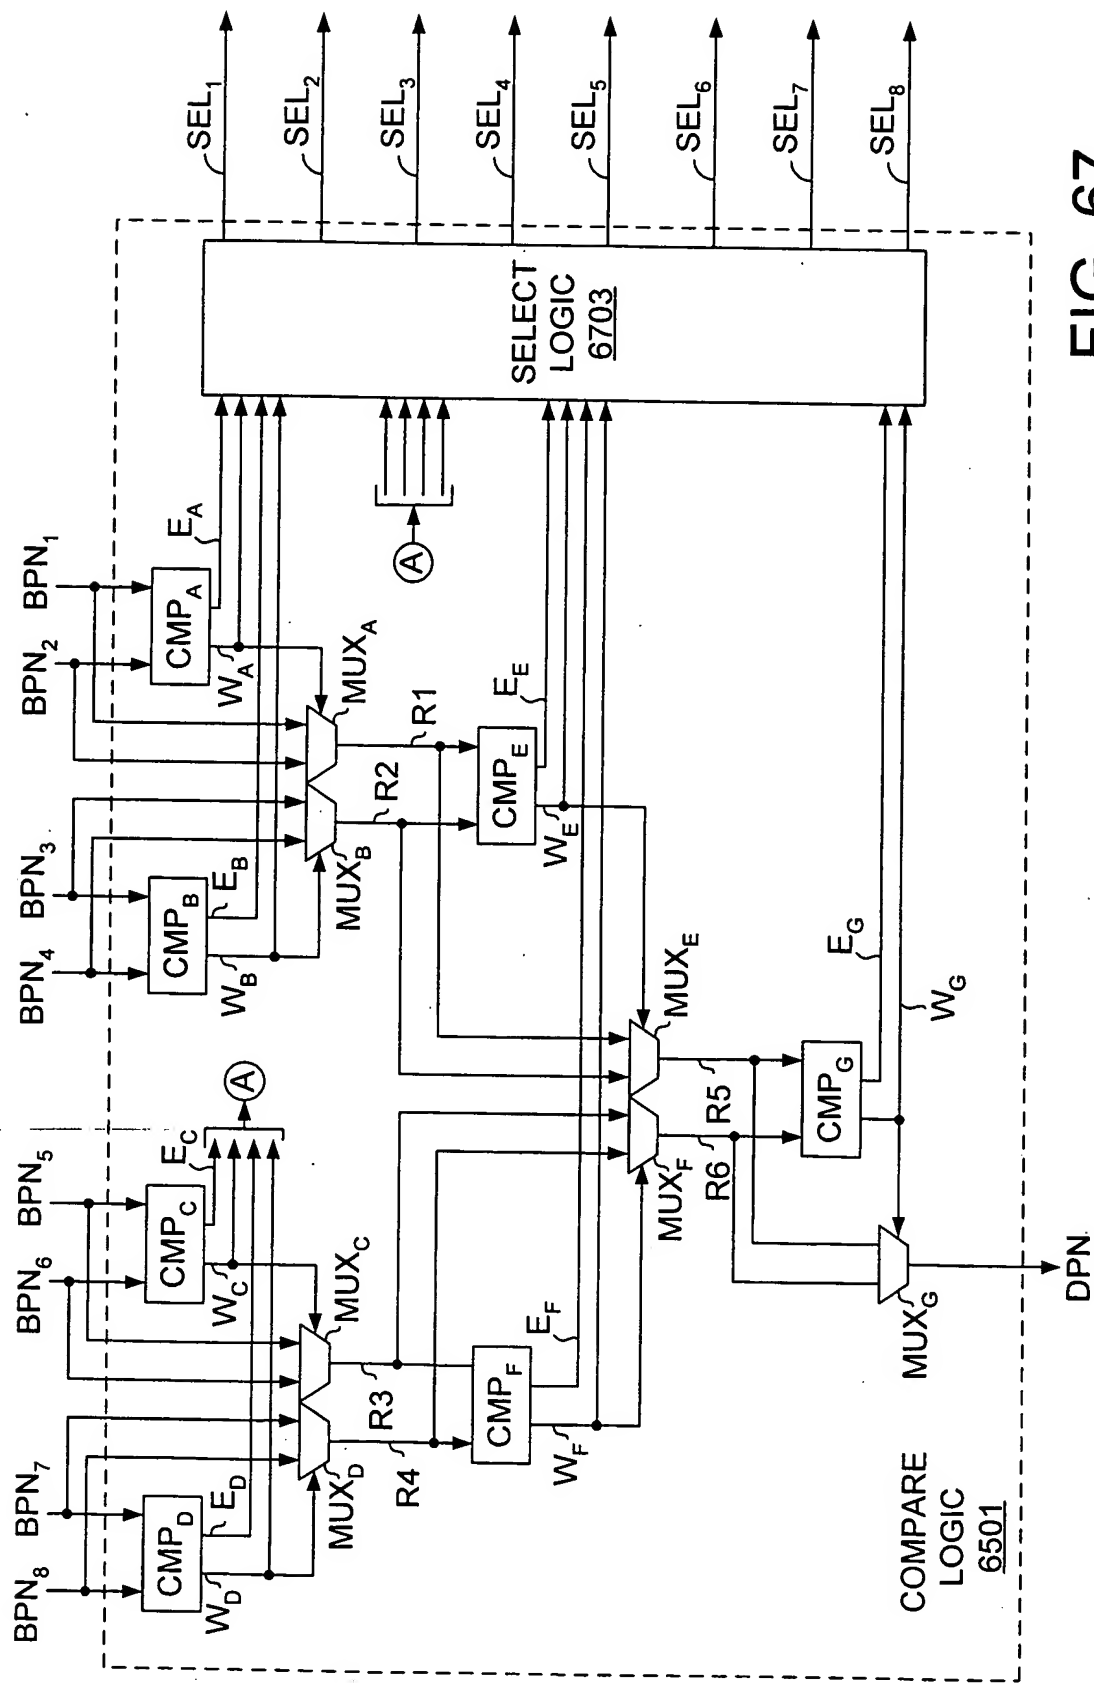 BPN8 BPN7 BPN6 BPN5 BPN4 BPN3 BPN2 BPN1
CMPD CMPC CMPB CMPA
WD ED WC EC WB EB WA EA
A
MUXD MUXC MUXB MUXA
R4 R3 R2 R1
A
CMPF CMPE
WF EF WE EE
MUXF MUXE
R6 R5
CMPG
EG
WG
MUXG
DPN
SELECT
LOGIC
6703
COMPARE
LOGIC
6501
SEL8 SEL7 SEL6 SEL5 SEL4 SEL3 SEL2 SEL1
FIG. 67